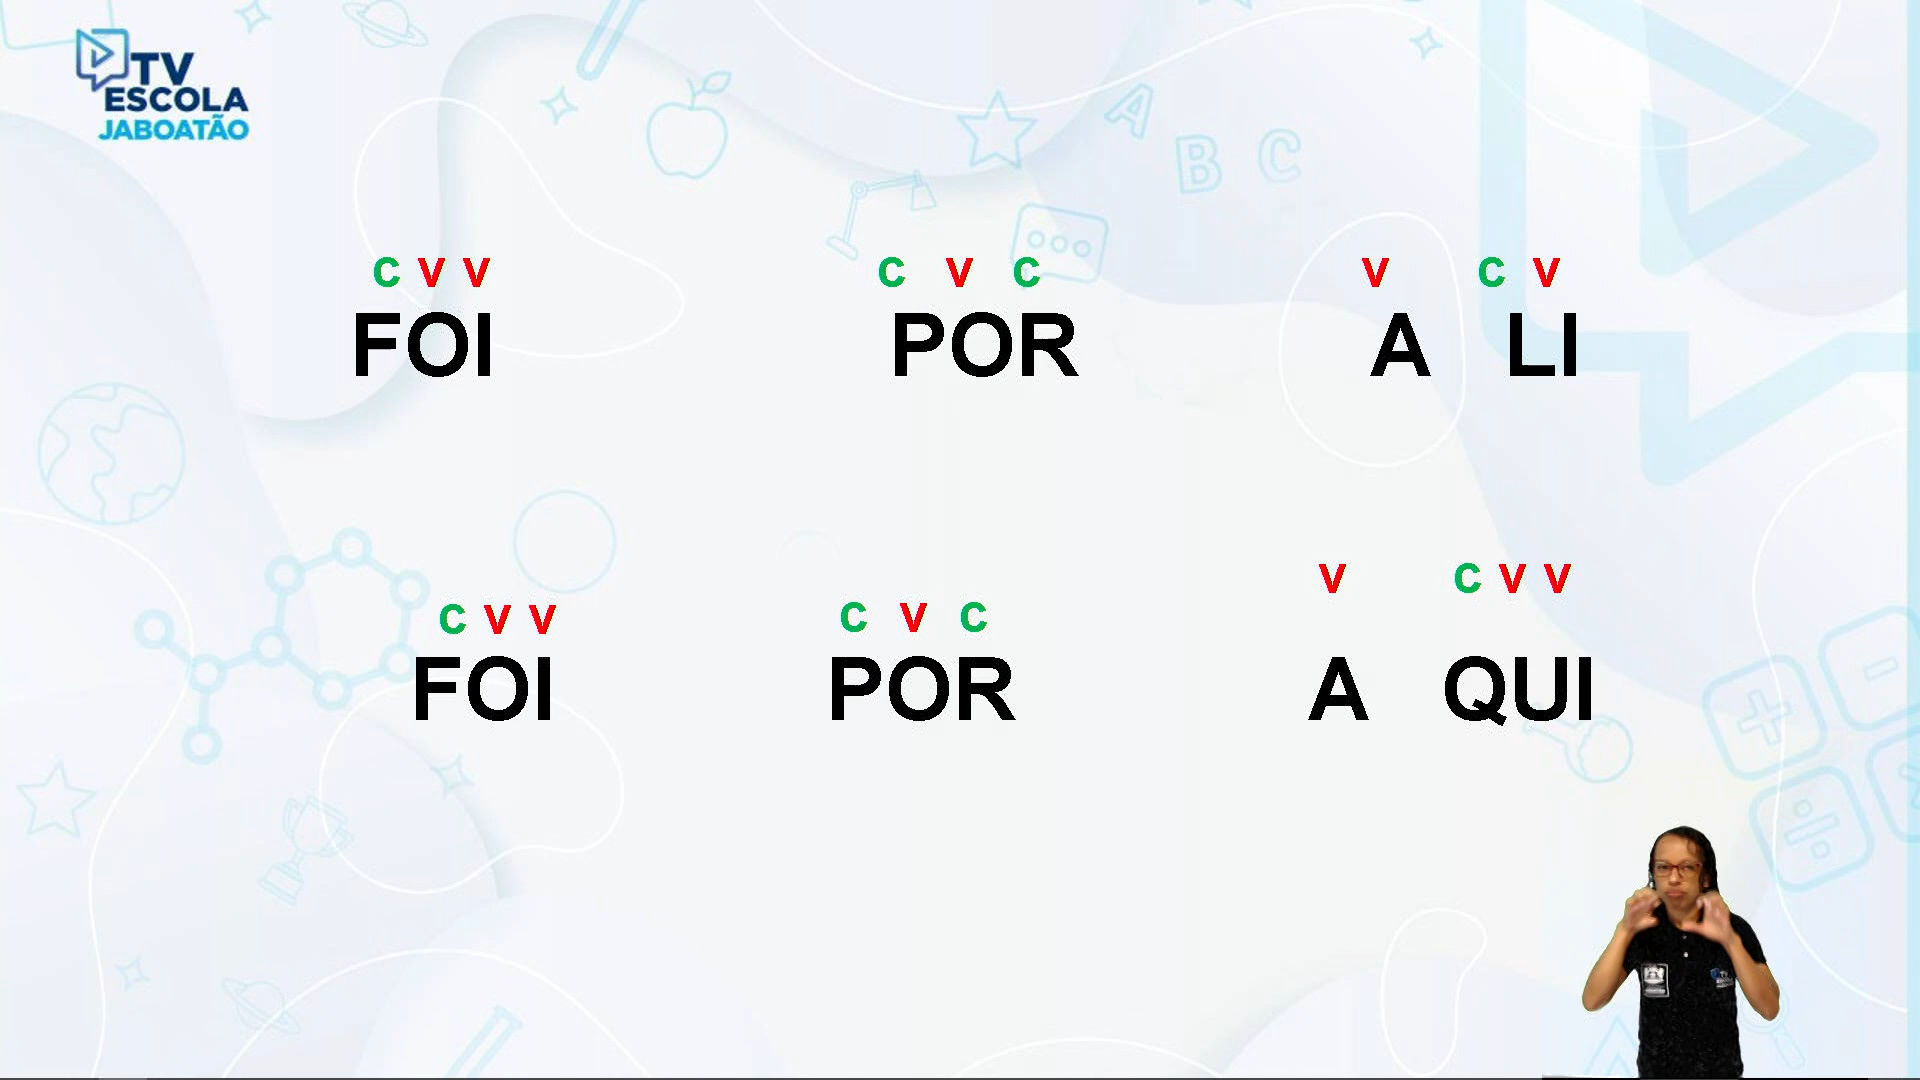 TV
ESCOLA
JABOATÃO
A B C
C V V C V C V C V
FOI POR A LI
V C V V
C V V C V C
FOI POR A QUI